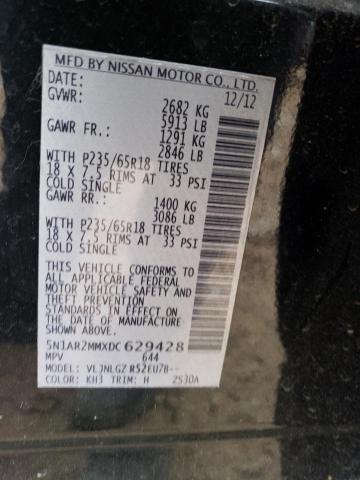 MFD BY NISSAN MOTOR CO., LTD.
DATE: 12/12
GVWR: 2682 KG
5913 LB
GAWR FR.: 1291 KG
2846 LB
WITH P235/65R18 TIRES
18 X 7.5 RIMS AT 33 PSI
COLD SINGLE
GAWR RR.: 1400 KG
3086 LB
WITH P235/65R18 TIRES
18 X 7.5 RIMS AT 33 PSI
COLD SINGLE
THIS VEHICLE CONFORMS TO
ALL APPLICABLE FEDERAL
MOTOR VEHICLE SAFETY AND
THEFT PREVENTION
STANDARDS IN EFFECT ON
THE DATE OF MANUFACTURE
SHOWN ABOVE.
5N1AR2MMXDC629428
MPV 644
MODEL: VLJNLGZ R52EU7B--
COLOR: KH3 TRIM: H 2530A